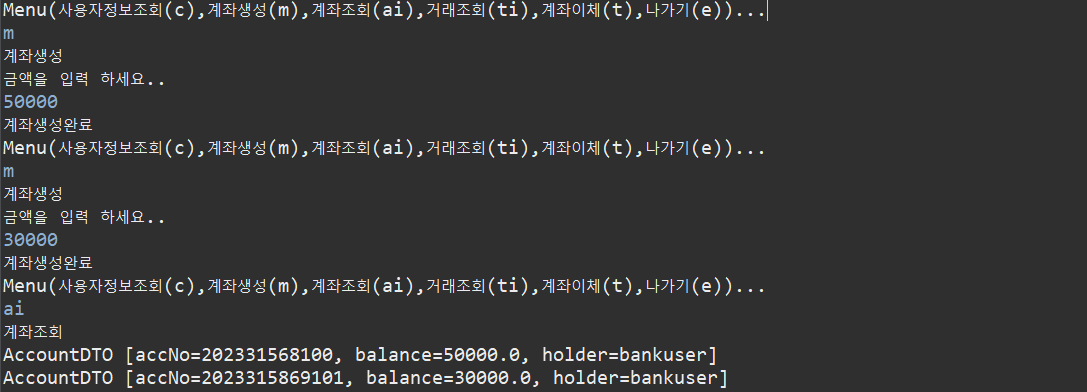 Menu(사용자정보조회(c),계좌생성(m),계좌조회(ai),거래조회(ti),계좌이체(t),나가기(e))...
m
계좌생성
금액을 입력 하세요..
50000
계좌생성완료
Menu(사용자정보조회(c),계좌생성(m),계좌조회(ai),거래조회(ti),계좌이체(t),나가기(e))...
m
계좌생성
금액을 입력 하세요..
30000
계좌생성완료
Menu(사용자정보조회(c),계좌생성(m),계좌조회(ai),거래조회(ti),계좌이체(t),나가기(e))...
ai
계좌조회
AccountDTO [accNo=202331568100, balance=50000.0, holder=bankuser]
AccountDTO [accNo=2023315869101, balance=30000.0, holder=bankuser]